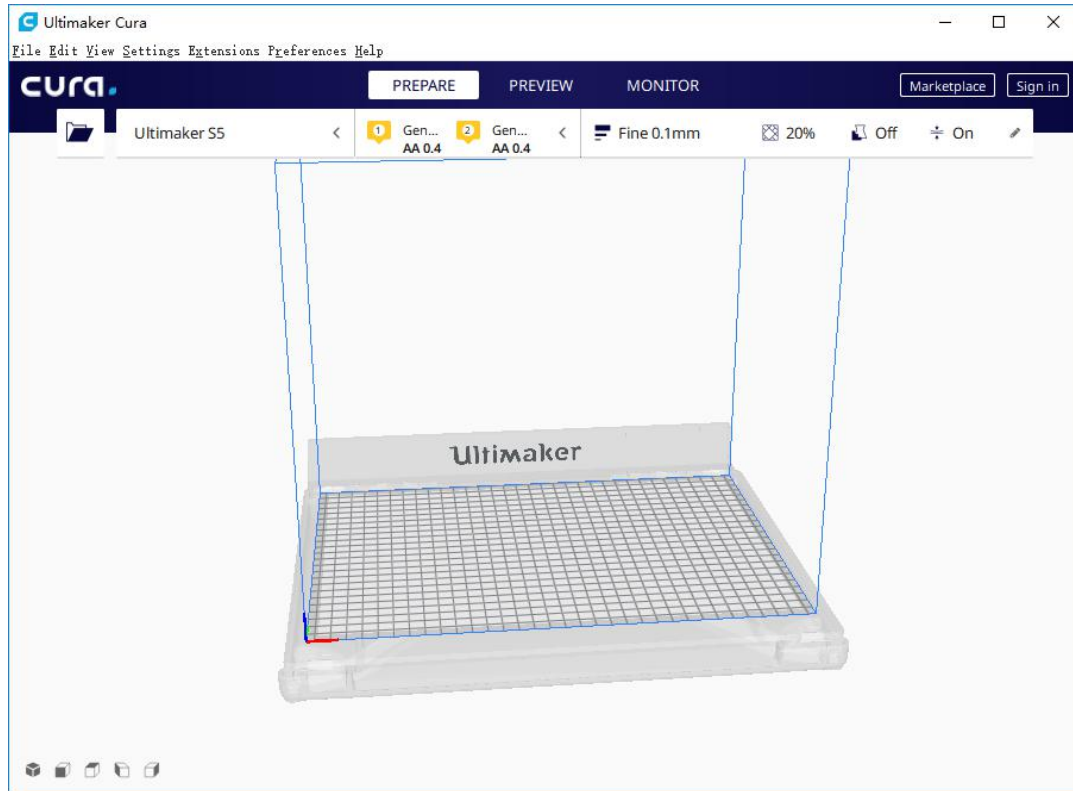 Ultimaker Cura
File Edit View Settings Extensions Preferences Help
cura. PREPARE PREVIEW MONITOR Marketplace Sign in
Ultimaker S5 1 Gen... 2 Gen... Fine 0.1mm 20% Off On
AA 0.4 AA 0.4
Ultimaker